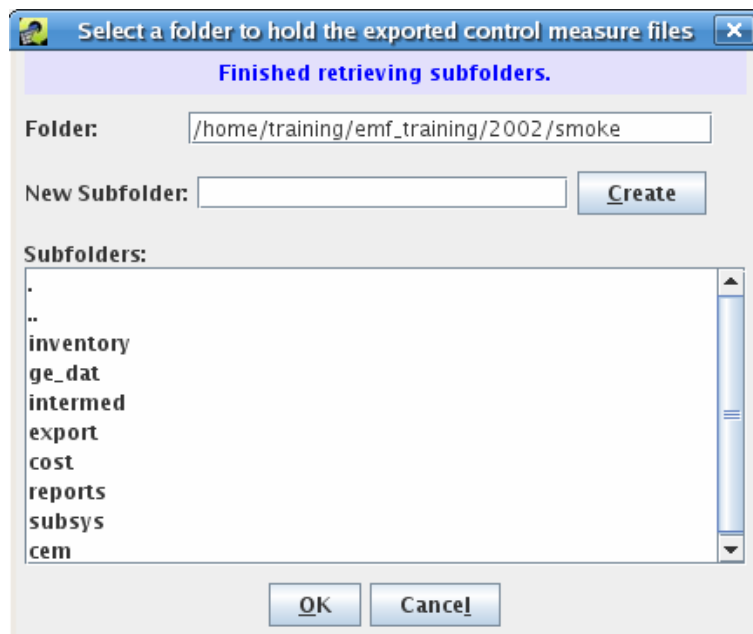 Select a folder to hold the exported control measure files
Finished retrieving subfolders.
Folder: /home/training/emf_training/2002/smoke
New Subfolder: Create
Subfolders:
.
..
inventory
ge_dat
intermed
export
cost
reports
subsys
cem
OK Cancel